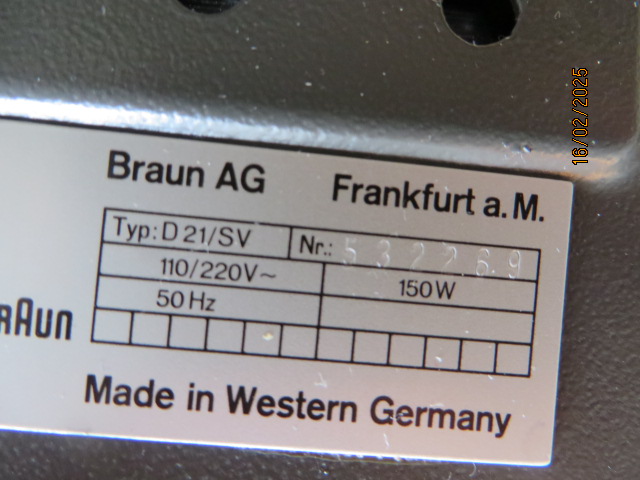 Braun AG Frankfurt a. M.
Typ: D 21/SV Nr.: 532269
110/220V~ 150W
50 Hz
BRAUN
Made in Western Germany
16/02/2025